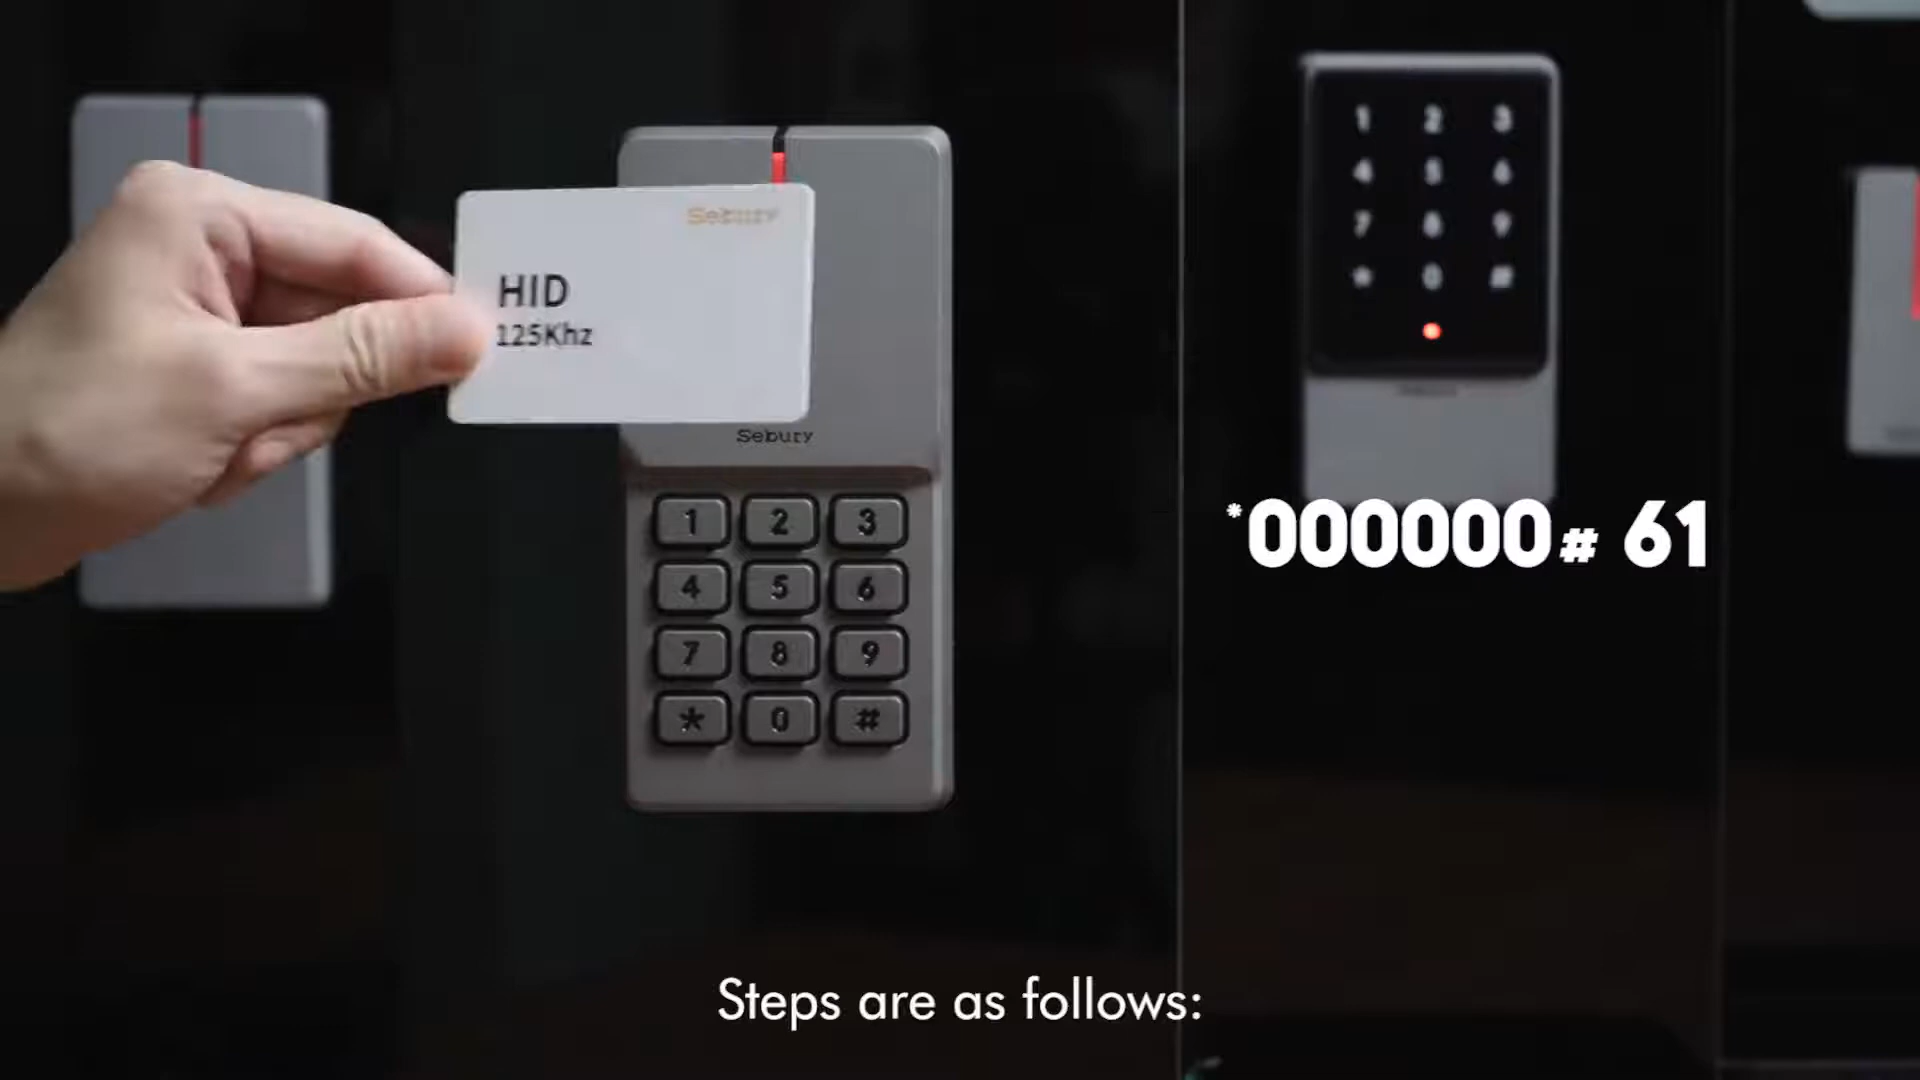 Sebury
HID
125Khz
Sebury
1 2 3
4 5 6
7 8 9
* 0 #
1 2 3
4 5 6
7 8 9
* 0 #
*000000# 61
Steps are as follows: